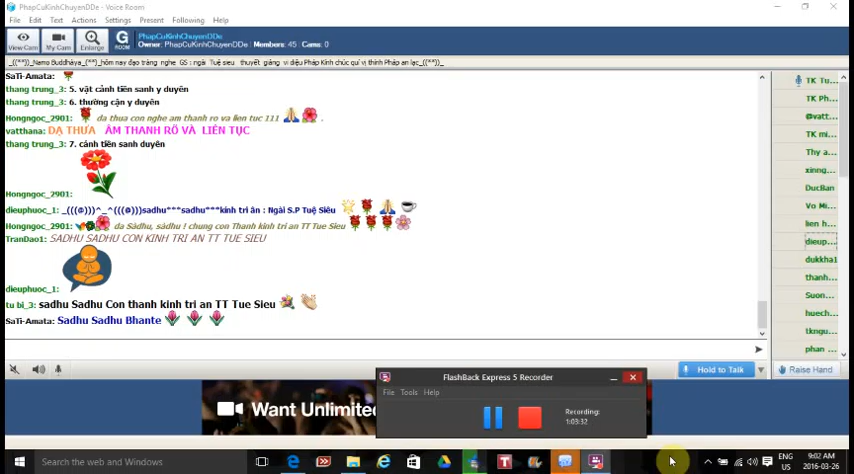 PhapCuKinhChuyenDDe - Voice Room
File Edit Text Actions Settings Present Following Help
View Cam My Cam Enlarge G ROOM
PhapCuKinhChuyenDDe
Owner: PhapCuKinhChuyenDDe Members: 45 Cams: 0
_((**))_Namo Buddhàya_(**)_hôm nay đạo tràng nghe GS : ngài Tuệ sieu thuyết giảng vi diệu Pháp Kính chúc quí vị thính Pháp an lạc_((**))_
SaTi-Amata:
thang trung_3: 5. vật cảnh tiền sanh y duyên
thang trung_3: 6. thường cận y duyên
Hongngoc_2901: da thua con nghe am thanh ro va lien tuc 111 .
vatthana: DẠ THƯA ÂM THANH RÕ VÀ LIÊN TỤC
thang trung_3: 7. cảnh tiền sanh duyên
Hongngoc_2901:
dieuphuoc_1: _(((@)))^_^(((@)))sadhu***sadhu***kính tri ân : Ngài S.P Tuệ Siêu
Hongngoc_2901: da Sádhu, sádhu ! chung con Thanh kính tri ân TT Tue Sieu
TranDao1: SADHU SADHU CON KINH TRI AN TT TUE SIEU
dieuphuoc_1:
tu bi_3: sadhu Sadhu Con thanh kinh tri an TT Tue Sieu
SaTi-Amata: Sadhu Sadhu Bhante
TK Tu...
TK Ph...
@vatt...
TK mi...
Thy a...
xinng...
DucBan
Vo Mi...
lien h...
dieup...
dukkha1
thanh...
Suon...
huech...
tkngu...
phan ...
Hold to Talk
Raise Hand
Want Unlimited
FlashBack Express 5 Recorder
File Tools Help
Recording:
1:03:32
Search the web and Windows
ENG
US
9:02 AM
2016-03-26